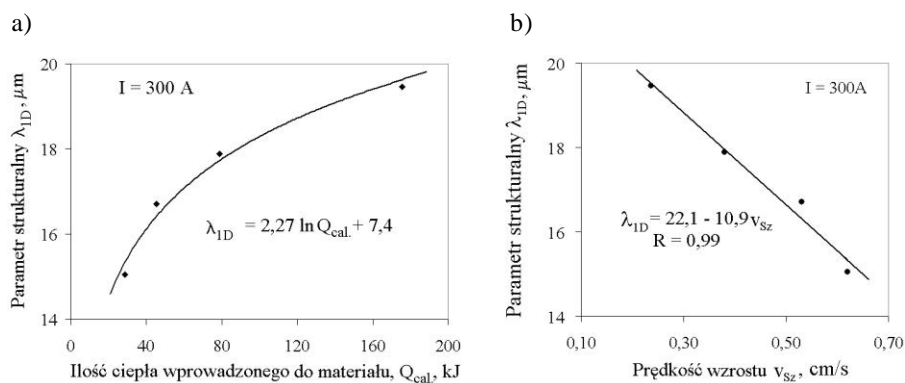 a)
Parametr strukturalny λ1D, μm
20
18
16
14
I = 300 A
λ1D = 2,27 ln Qcal. + 7,4
0
40
80
120
160
200
Ilość ciepła wprowadzonego do materiału, Qcal., kJ
b)
Parametr strukturalny λ1D, μm
20
18
16
14
I = 300A
λ1D = 22,1 - 10,9 vSz
R = 0,99
0,10
0,30
0,50
0,70
Prędkość wzrostu vSz, cm/s